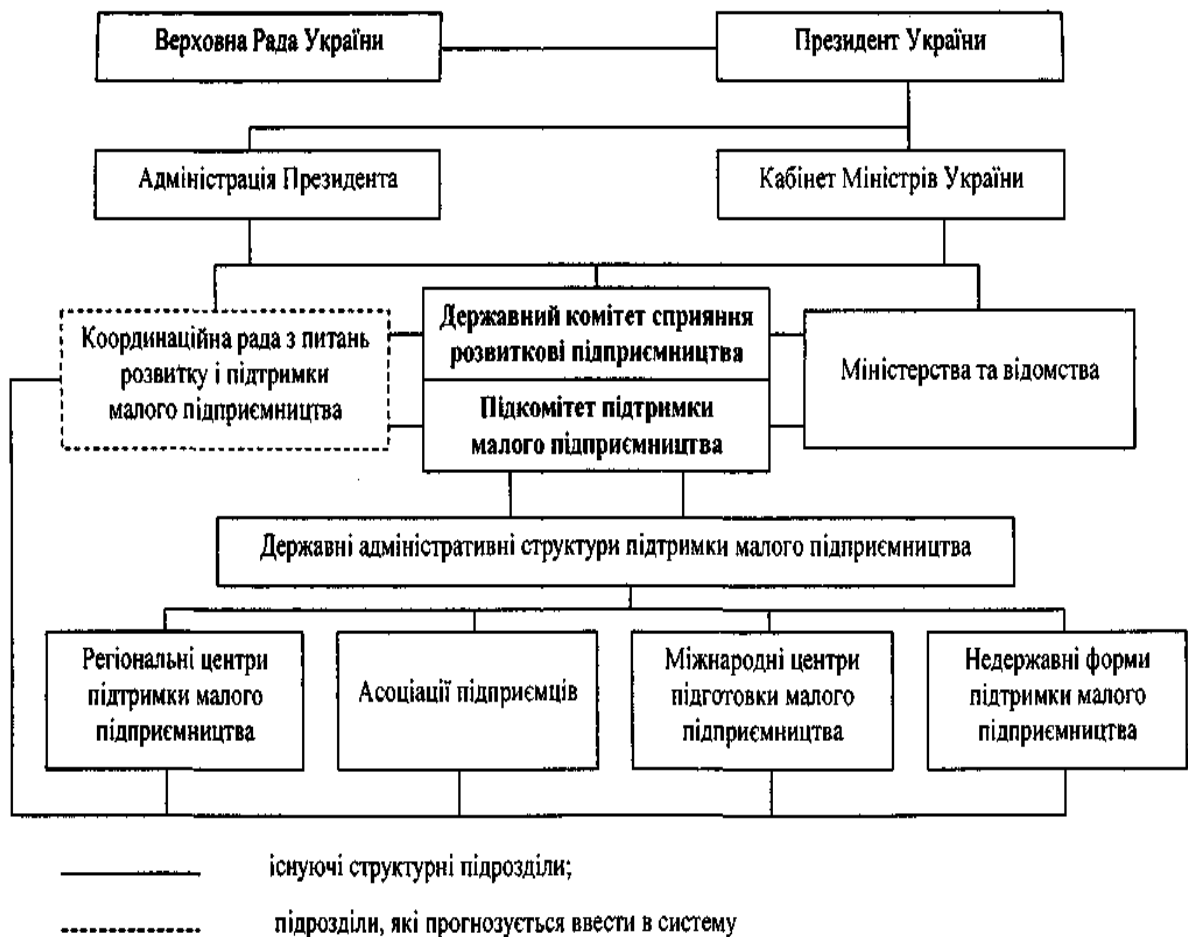 Верховна Рада України
Президент України
Адміністрація Президента
Кабінет Міністрів України
Координаційна рада з питань
розвитку і підтримки
малого підприємництва
Державний комітет сприяння
розвиткові підприємництва
Підкомітет підтримки
малого підприємництва
Міністерства та відомства
Державні адміністративні структури підтримки малого підприємництва
Регіональні центри
підтримки малого
підприємництва
Асоціації підприємців
Міжнародні центри
підготовки малого
підприємництва
Недержавні форми
підтримки малого
підприємництва
існуючі структурні підрозділи;
підрозділи, які прогнозується ввести в систему